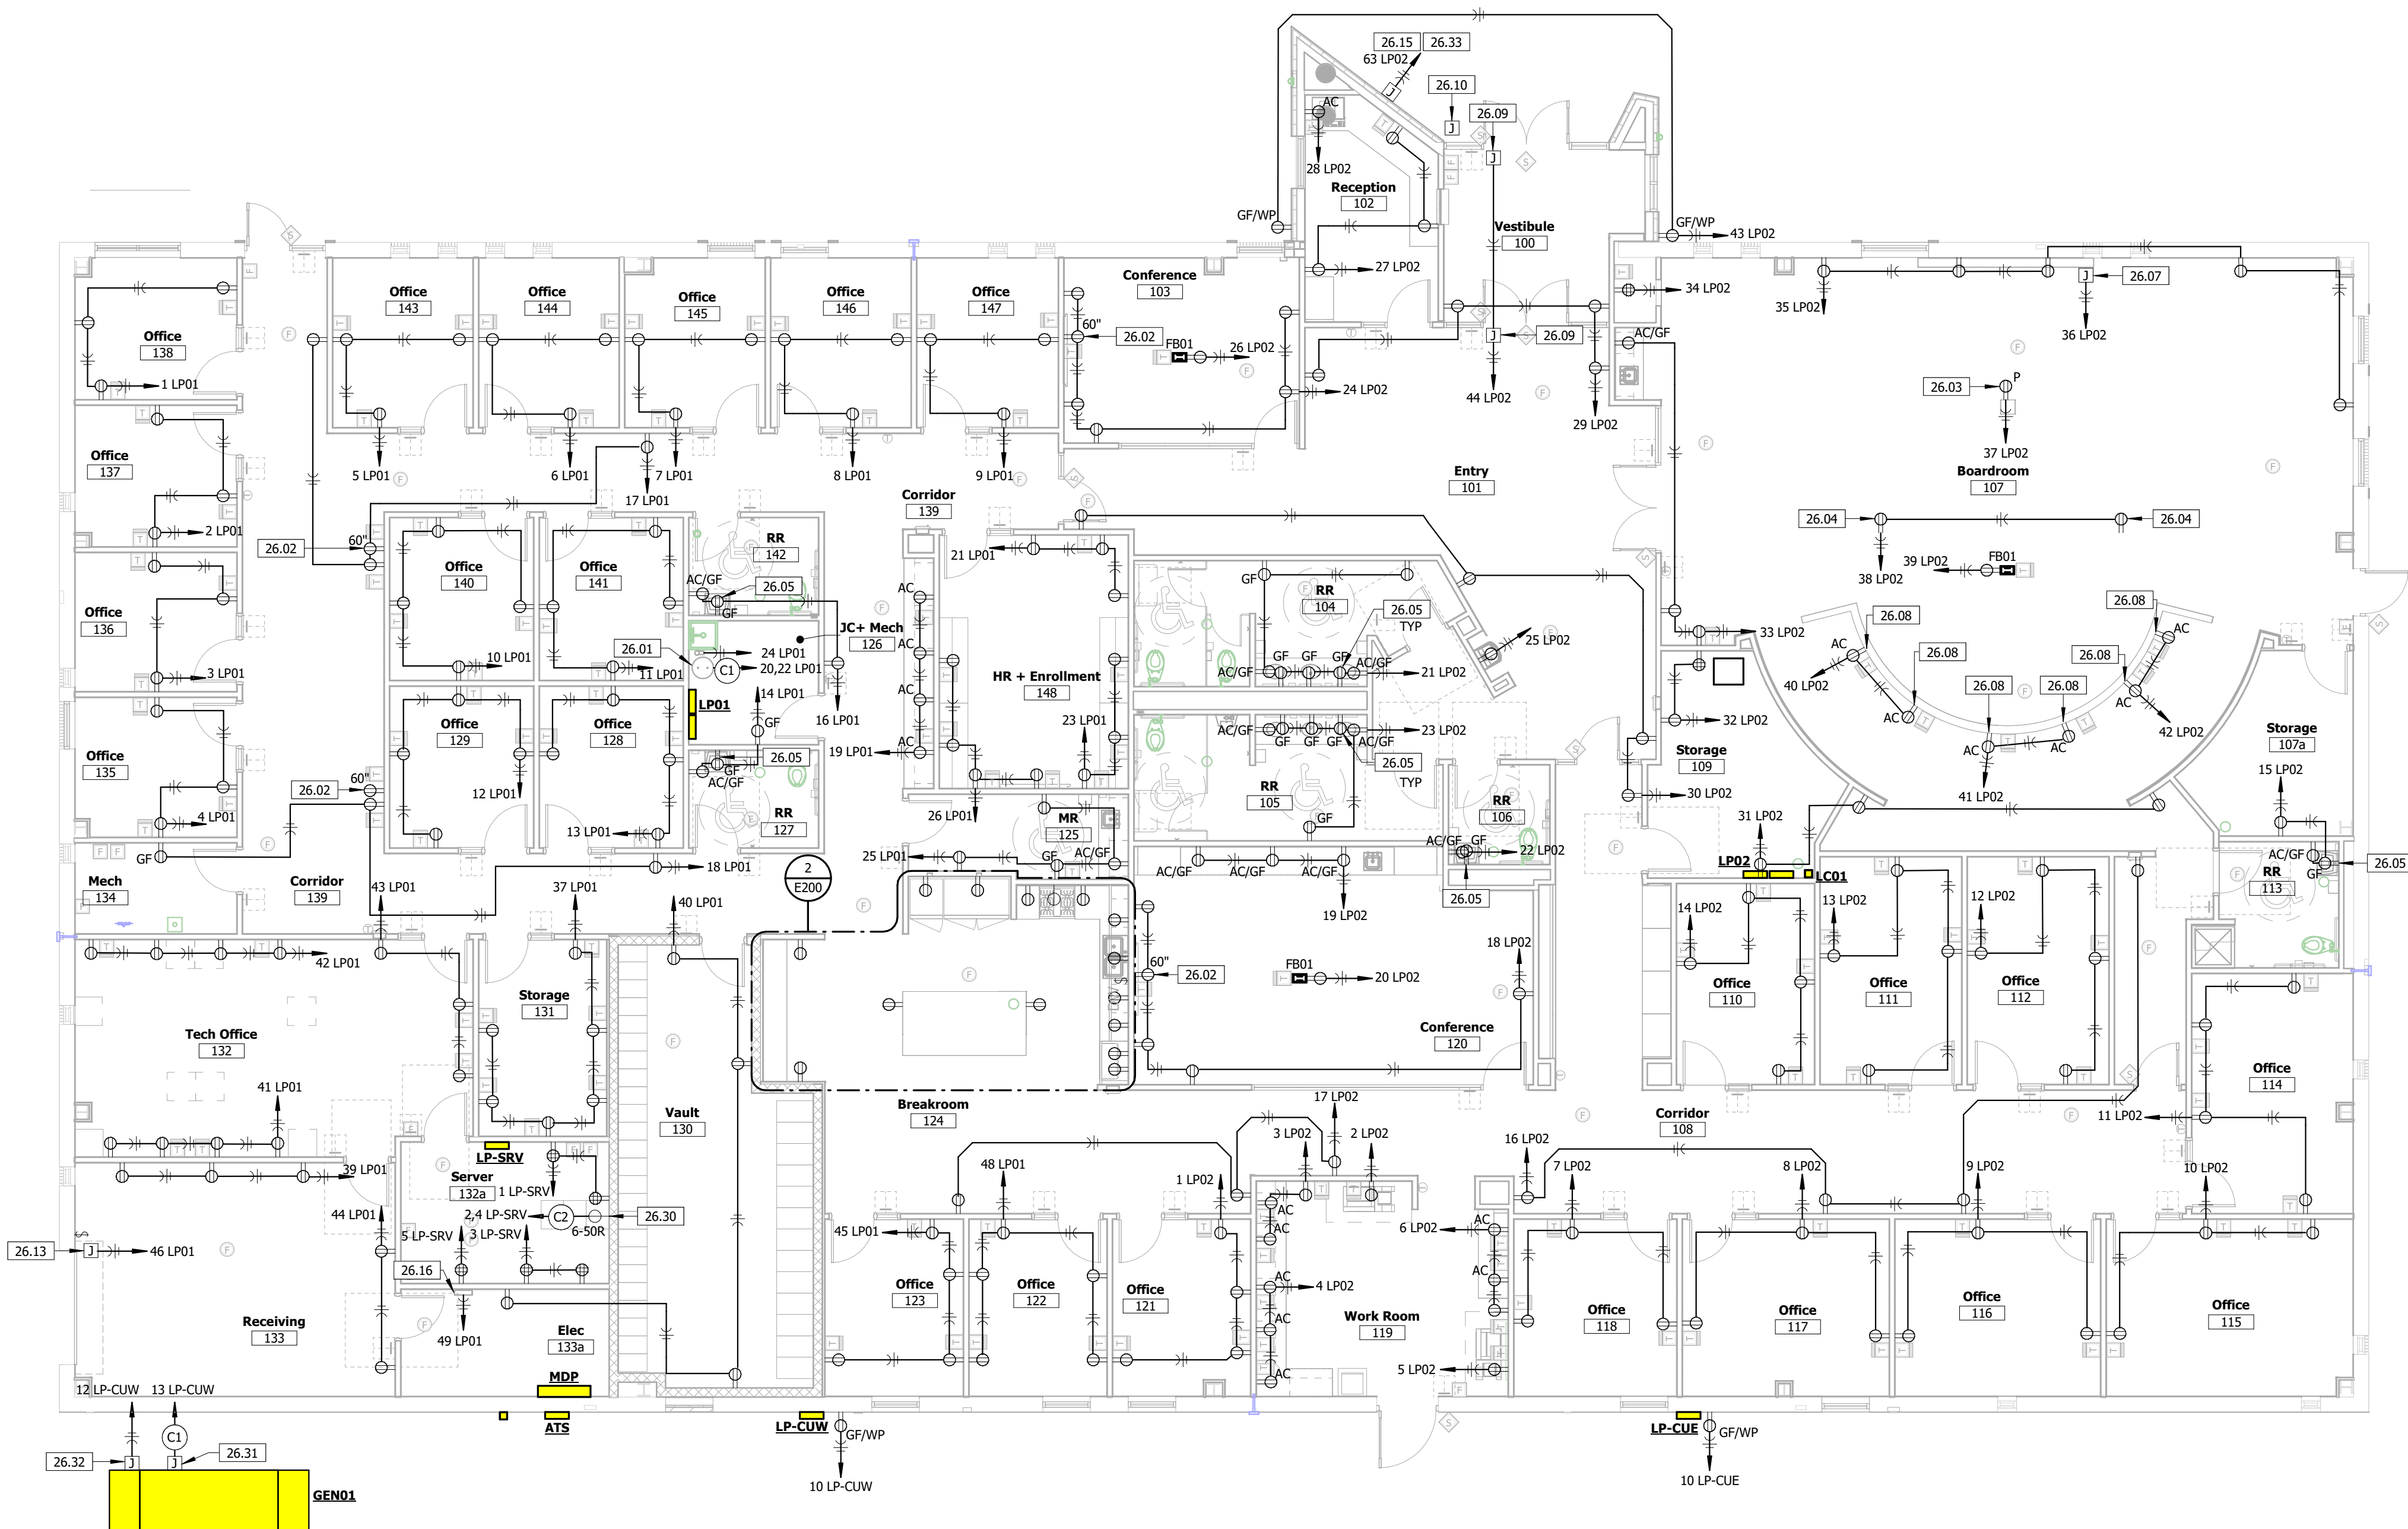 26.15 26.33
63 LP02
26.10
26.09
AC
28 LP02
Reception
102
GF/WP
Vestibule
100
GF/WP
43 LP02
27 LP02
34 LP02
35 LP02
26.07
36 LP02
Office
143
Office
144
Office
145
Office
146
Office
147
Conference
103
Office
138
60"
26.02
FB01
26 LP02
26.09
AC/GF
1 LP01
24 LP02
44 LP02
29 LP02
26.03
P
37 LP02
Office
137
5 LP01
6 LP01
7 LP01
8 LP01
9 LP01
17 LP01
Entry
101
Boardroom
107
Corridor
139
2 LP01
26.02
60"
21 LP01
26.04
26.04
38 LP02
39 LP02
FB01
Office
140
Office
141
RR
142
AC/GF
26.05
GF
AC
GF
RR
104
26.05
TYP
26.08
26.08
Office
136
JC+ Mech
126
AC
25 LP02
33 LP02
AC
AC
10 LP01
11 LP01
26.01
24 LP01
C1
20,22 LP01
3 LP01
HR + Enrollment
148
GF
GF
GF
AC/GF
AC/GF
21 LP02
26.08
26.08
26.08
40 LP02
AC
AC
14 LP01
LP01
16 LP01
AC
AC
32 LP02
42 LP02
Office
129
Office
128
GF
23 LP01
AC/GF
GF
GF
GF
AC/GF
23 LP02
Storage
107a
Office
135
60"
26.02
26.05
GF
AC/GF
19 LP01
AC
26.05
TYP
Storage
109
AC
AC
41 LP02
15 LP02
12 LP01
4 LP01
13 LP01
RR
127
26 LP01
MR
125
RR
105
GF
RR
106
30 LP02
31 LP02
GF
18 LP01
25 LP01
GF
AC/GF
AC/GF
GF
22 LP02
LP02
LC01
AC/GF
GF
26.05
RR
113
Mech
134
Corridor
139
43 LP01
37 LP01
40 LP01
2
E200
AC/GF
AC/GF
AC/GF
19 LP02
26.05
14 LP02
13 LP02
12 LP02
42 LP01
60"
26.02
FB01
20 LP02
18 LP02
Office
110
Office
111
Office
112
Storage
131
Tech Office
132
Conference
120
Office
114
41 LP01
Vault
130
Breakroom
124
17 LP02
Corridor
108
11 LP02
39 LP01
LP-SRV
Server
132a
1 LP-SRV
48 LP01
1 LP02
3 LP02
2 LP02
16 LP02
7 LP02
8 LP02
9 LP02
10 LP02
44 LP01
2,4 LP-SRV
C2
26.30
6-50R
5 LP-SRV
3 LP-SRV
45 LP01
AC
AC
6 LP02
AC
26.13
46 LP01
26.16
AC
4 LP02
AC
Office
123
Office
122
Office
121
Receiving
133
Elec
133a
49 LP01
AC
Work Room
119
Office
118
Office
117
Office
116
Office
115
AC
5 LP02
12 LP-CUW
13 LP-CUW
MDP
ATS
LP-CUW
GF/WP
LP-CUE
GF/WP
C1
26.32
26.31
10 LP-CUW
10 LP-CUE
GEN01